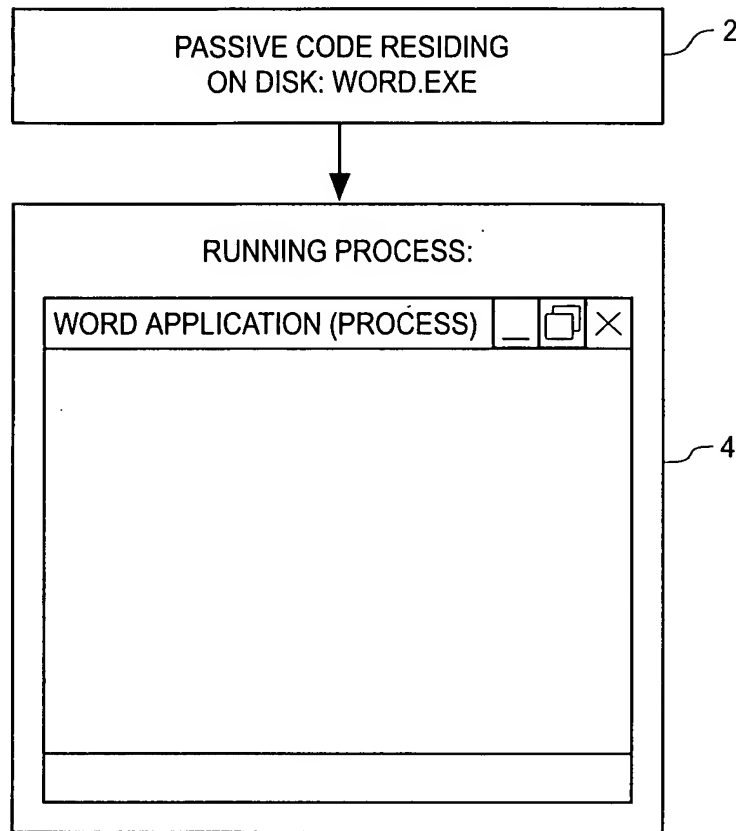 PASSIVE CODE RESIDING
ON DISK: WORD.EXE
2
RUNNING PROCESS:
WORD APPLICATION (PROCESS)
4